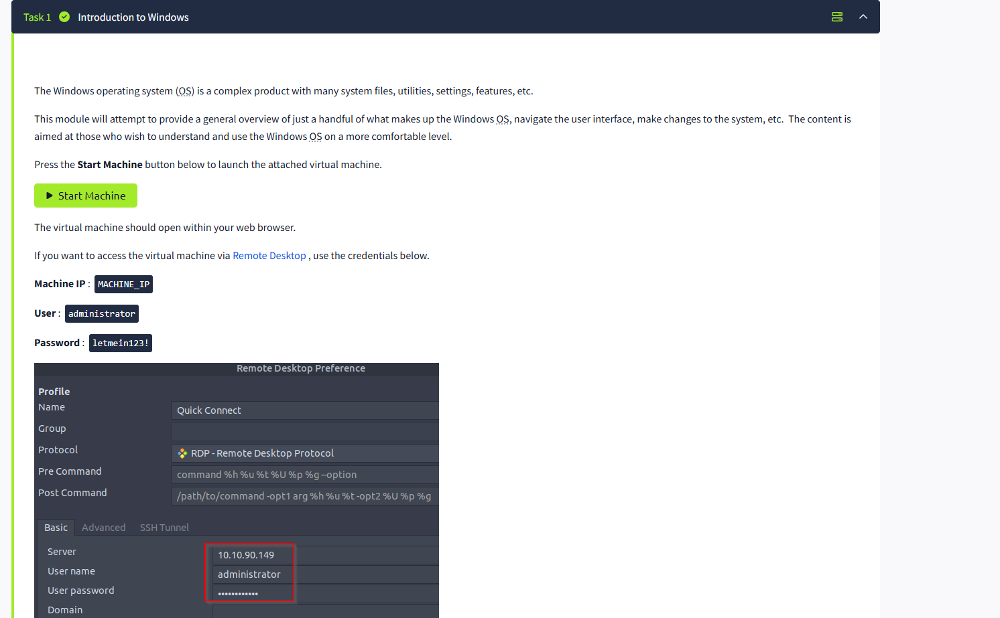 Task 1 Introduction to Windows
The Windows operating system (OS) is a complex product with many system files, utilities, settings, features, etc.
This module will attempt to provide a general overview of just a handful of what makes up the Windows OS, navigate the user interface, make changes to the system, etc.  The content is
aimed at those who wish to understand and use the Windows OS on a more comfortable level.
Press the Start Machine button below to launch the attached virtual machine.
Start Machine
The virtual machine should open within your web browser.
If you want to access the virtual machine via Remote Desktop , use the credentials below.
Machine IP : MACHINE_IP
User : administrator
Password : letmein123!
Remote Desktop Preference
Profile
Name Quick Connect
Group
Protocol RDP - Remote Desktop Protocol
Pre Command command %h %u %t %U %p %g --option
Post Command /path/to/command -opt1 arg %h %u %t -opt2 %U %p %g
Basic Advanced SSH Tunnel
Server 10.10.90.149
User name administrator
User password ••••••••••••
Domain